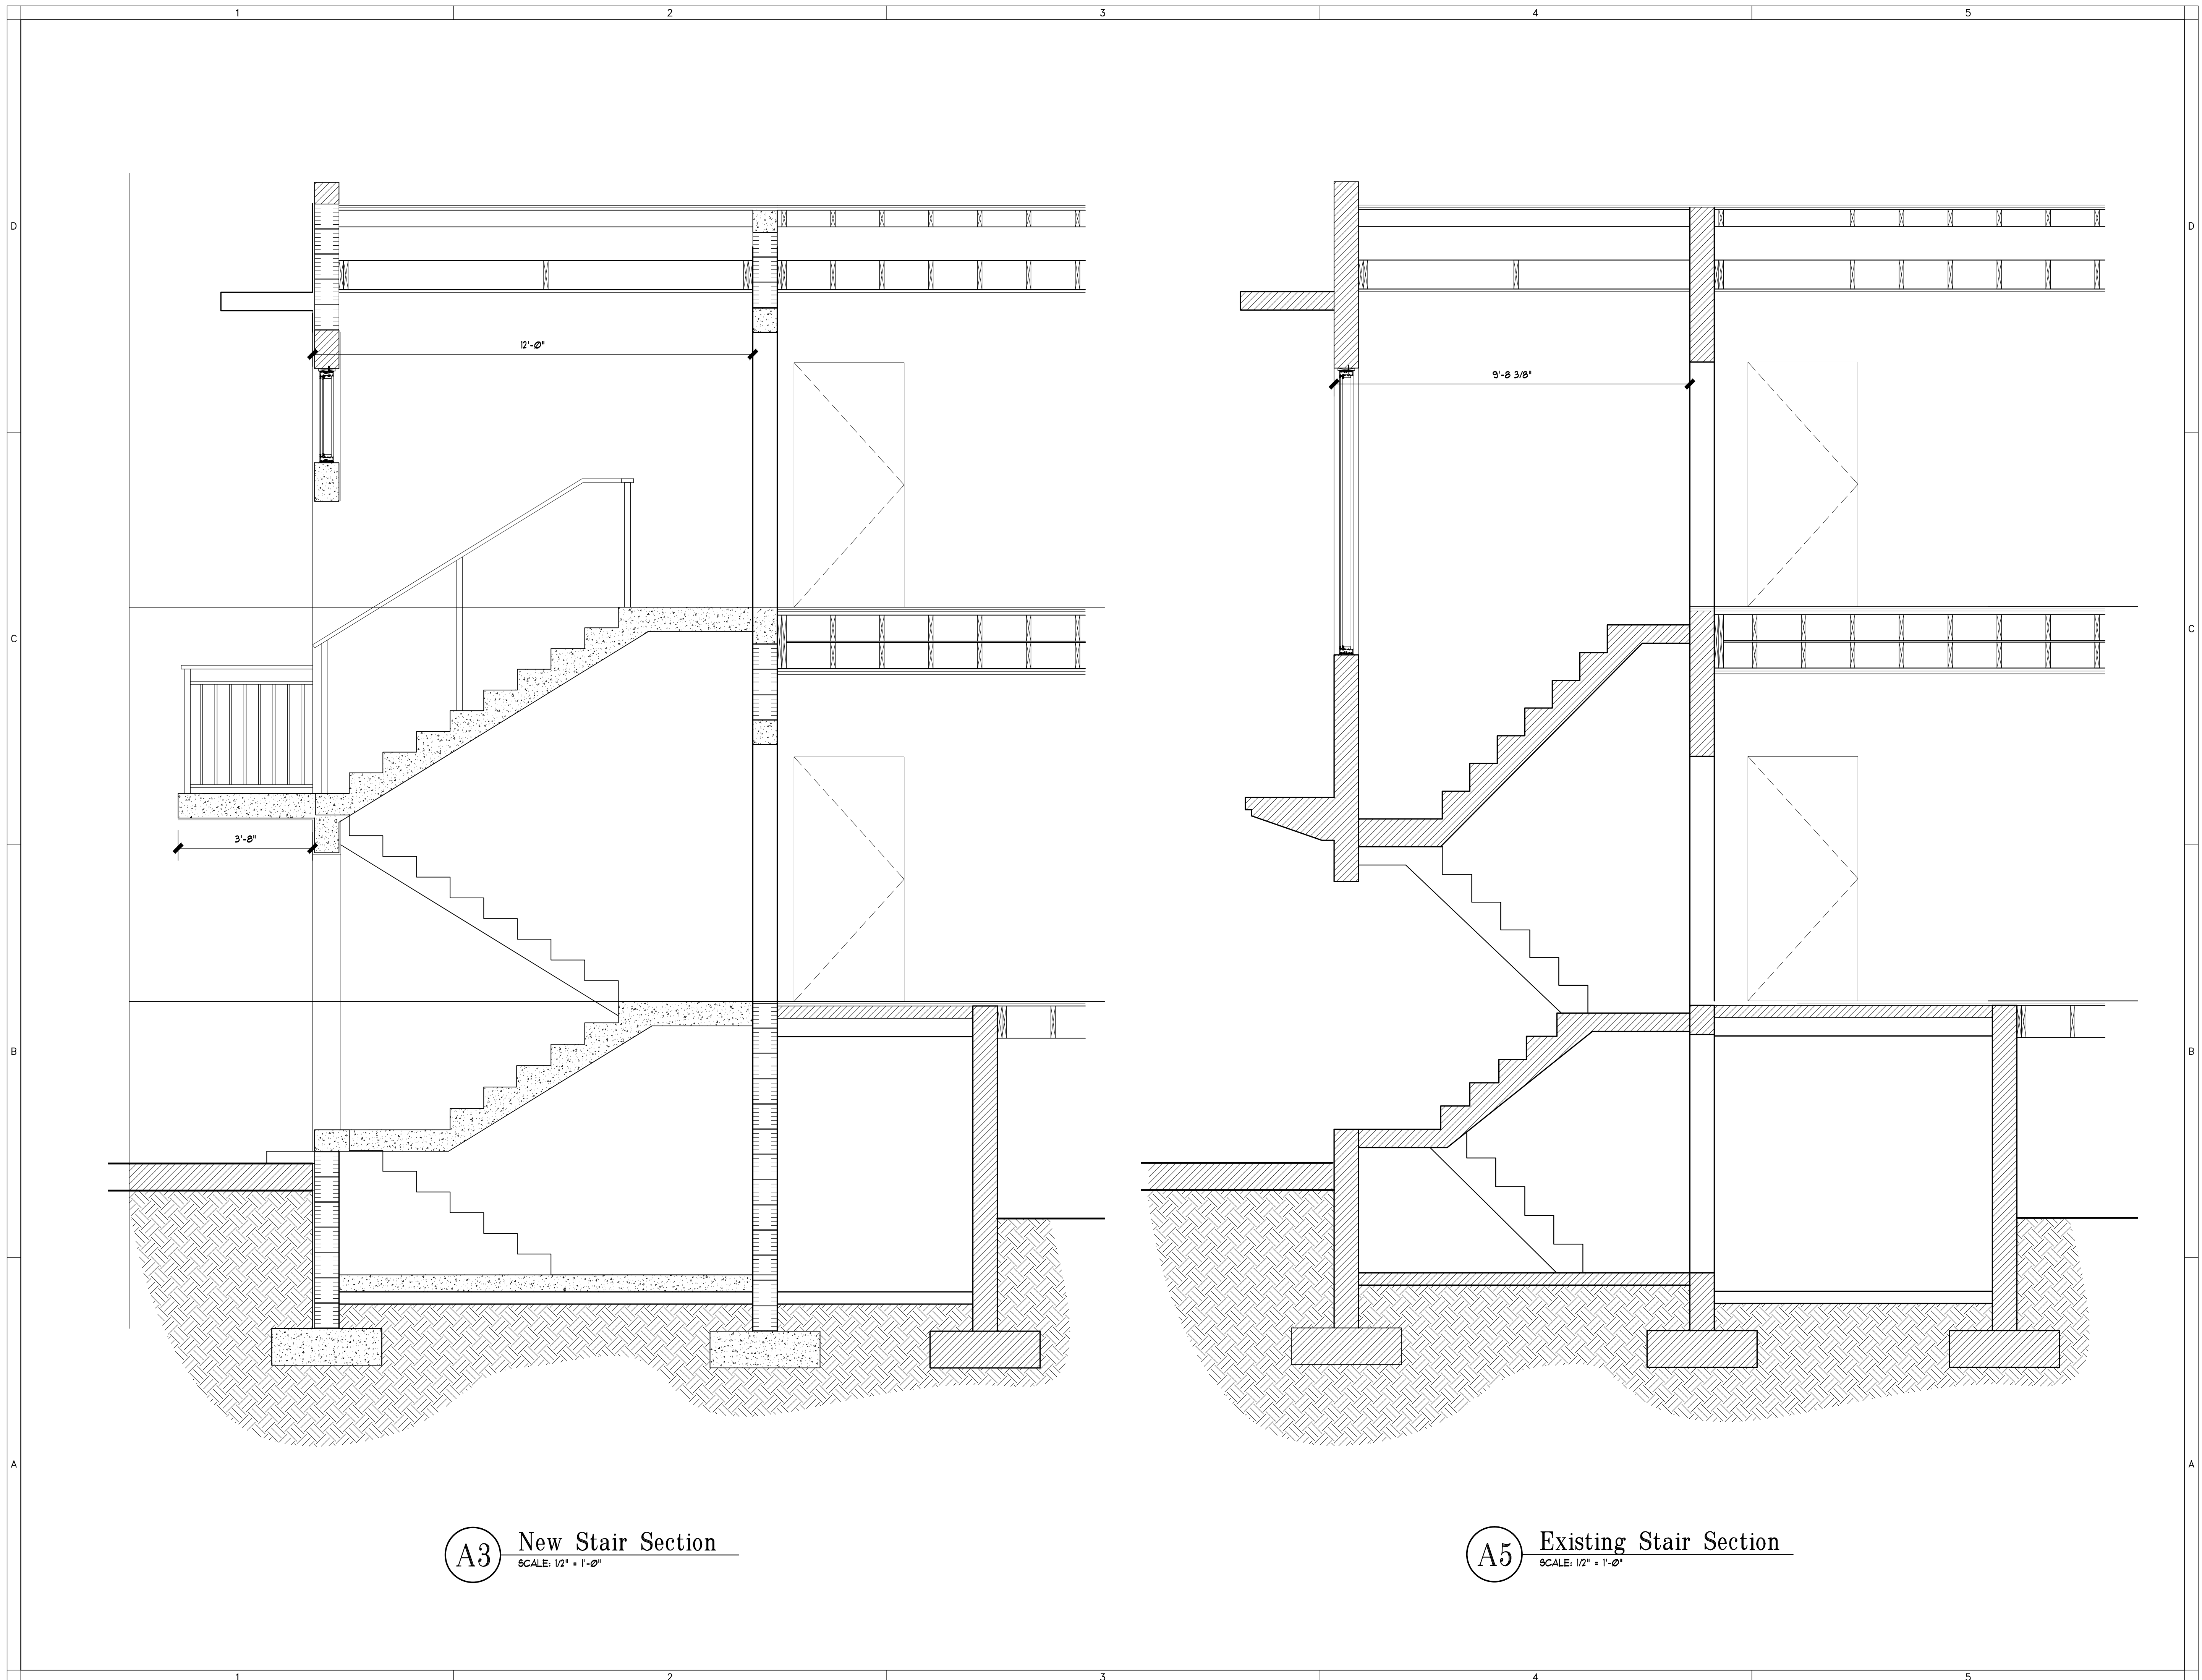 1 2 3 4 5
D D
12'-0"
9'-8 3/8"
C C
3'-8"
B B
A A
A3 New Stair Section
SCALE: 1/2" = 1'-0"
A5 Existing Stair Section
SCALE: 1/2" = 1'-0"
1 2 3 4 5